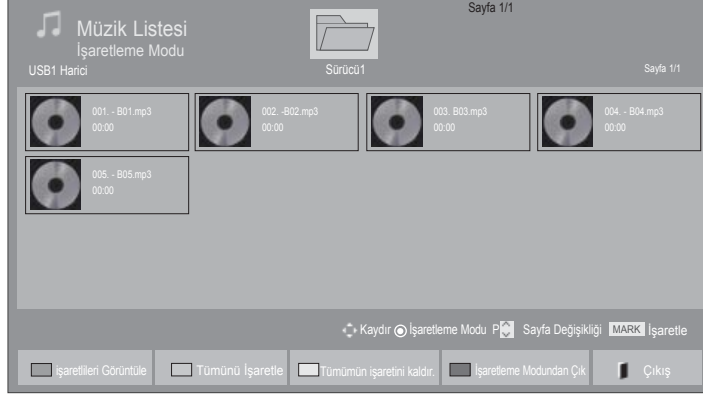 Sayfa 1/1
Müzik Listesi
İşaretleme Modu
USB1 Harici
Sürücü1
Sayfa 1/1
001. - B01.mp3
00:00
002. -B02.mp3
00:00
003. B03.mp3
00:00
004. - B04.mp3
00:00
005. - B05.mp3
00:00
Kaydır İşaretleme Modu P Sayfa Değişikliği MARK İşaretle
işaretlileri Görüntüle Tümünü İşaretle Tümümün işaretini kaldır. İşaretleme Modundan Çık Çıkış